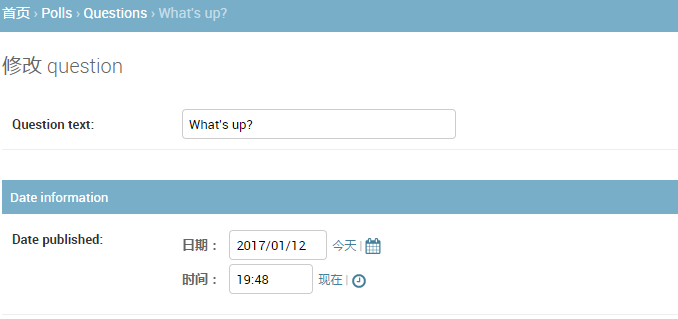 首页 › Polls › Questions › What's up?
修改 question
Question text: What's up?
Date information
Date published: 日期： 2017/01/12 今天 |
时间： 19:48 现在 |